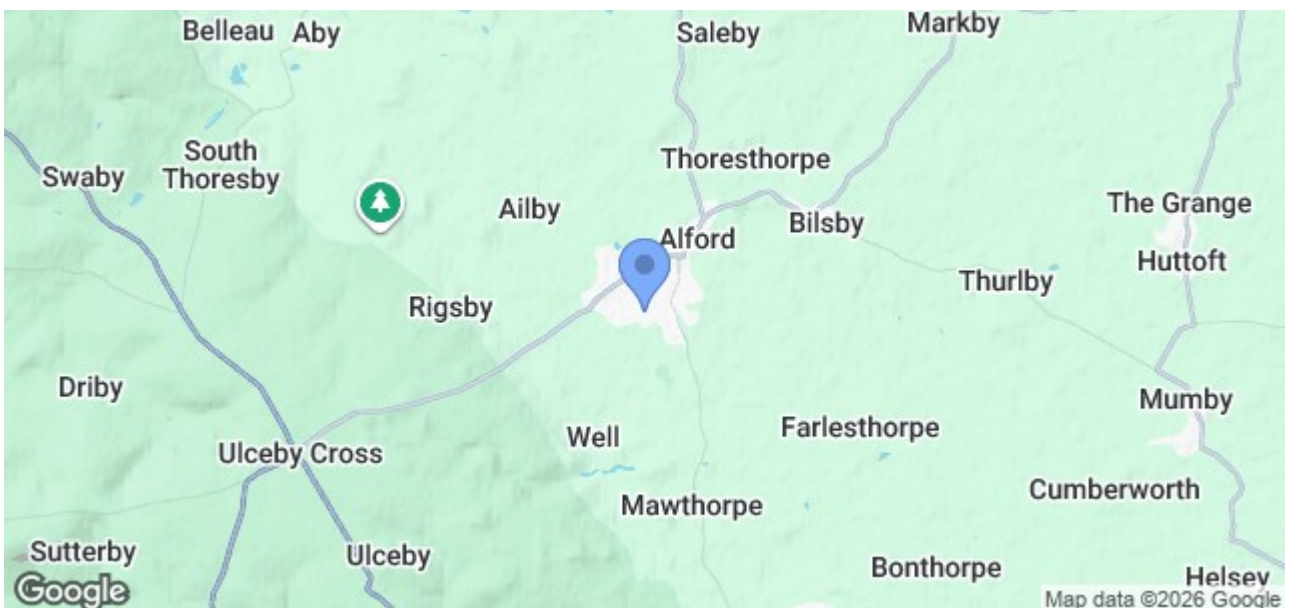 Belleau
Aby
Saleby
Markby
South
Thoresby
Swaby
Thoresthorpe
Ailby
Alford
Bilsby
The Grange
Huttoft
Thurlby
Rigsby
Driby
Mumby
Well
Farlesthorpe
Ulceby Cross
Cumberworth
Mawthorpe
Sutterby
Ulceby
Bonthorpe
Helsey
Google
Map data ©2026 Google